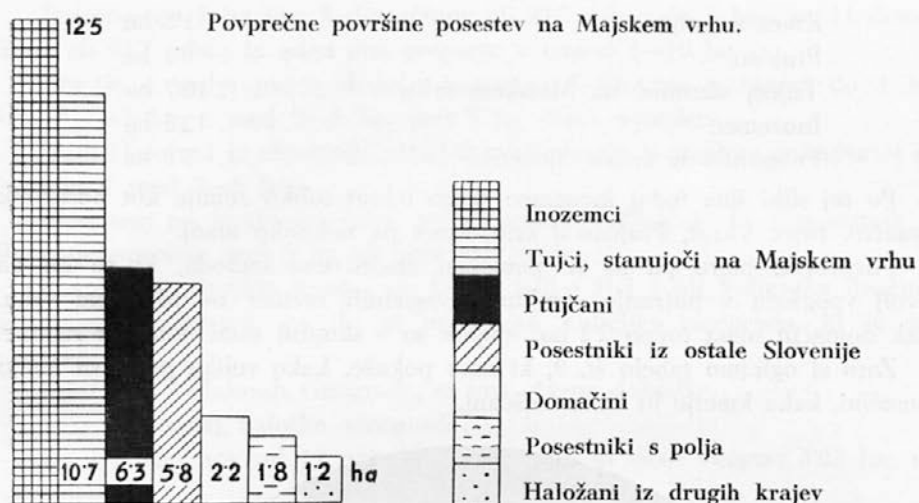 12·5
Povprečne površine posestev na Majskem vrhu.
Inozemci
Tujci, stanujoči na Majskem vrhu
Ptujčani
Posestniki iz ostale Slovenije
Domačini
Posestniki s polja
Haložani iz drugih krajev
10·7 6·3 5·8 2·2 1·8 1·2 ha